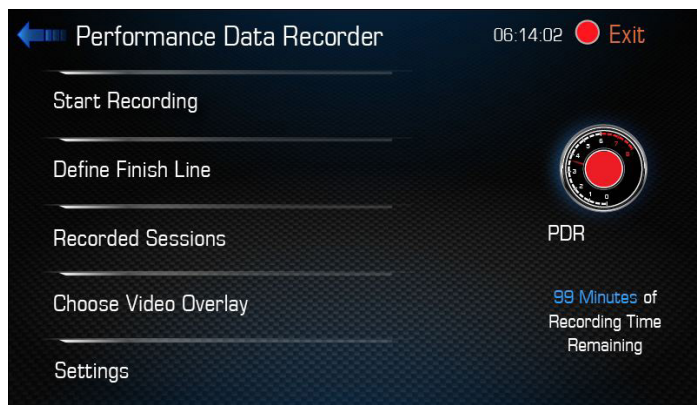 Performance Data Recorder
06:14:02 Exit
Start Recording
Define Finish Line
Recorded Sessions
PDR
Choose Video Overlay
99 Minutes of
Recording Time
Remaining
Settings